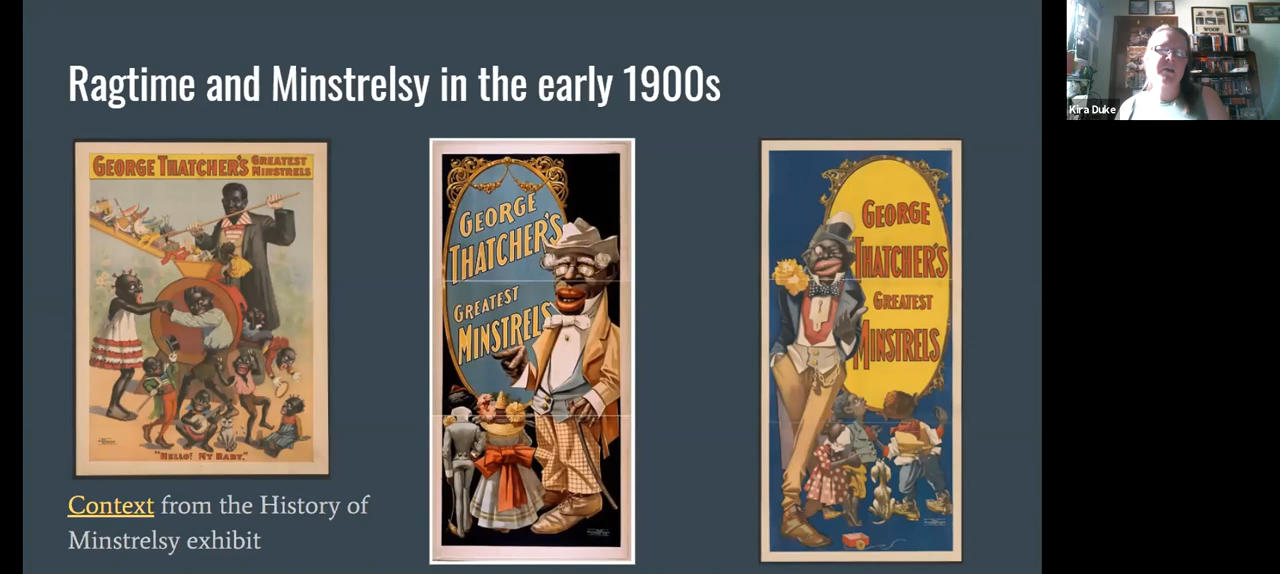 Ragtime and Minstrelsy in the early 1900s
GEORGE THATCHER'S GREATEST
MINSTRELS
"HELLO! MY BABY."
Context from the History of
Minstrelsy exhibit
GEORGE
THATCHER'S
GREATEST
MINSTRELS
GEORGE
THATCHER'S
GREATEST
MINSTRELS
Kira Duke